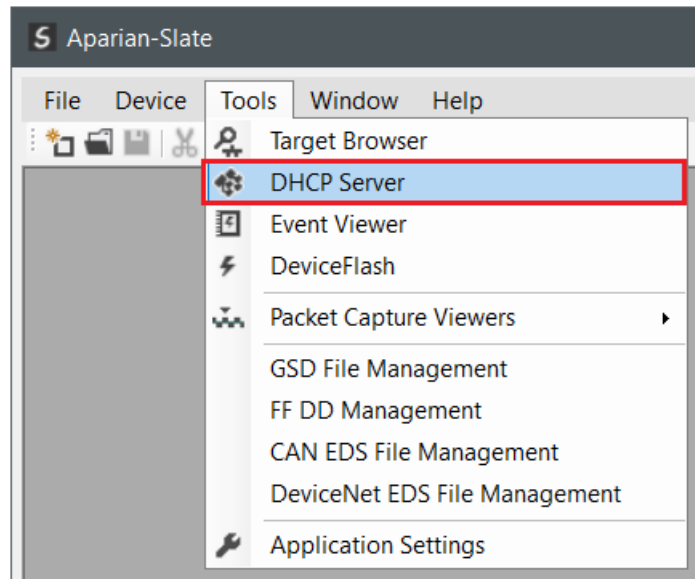 S Aparian-Slate
File Device Tools Window Help
Target Browser
DHCP Server
Event Viewer
DeviceFlash
Packet Capture Viewers
GSD File Management
FF DD Management
CAN EDS File Management
DeviceNet EDS File Management
Application Settings